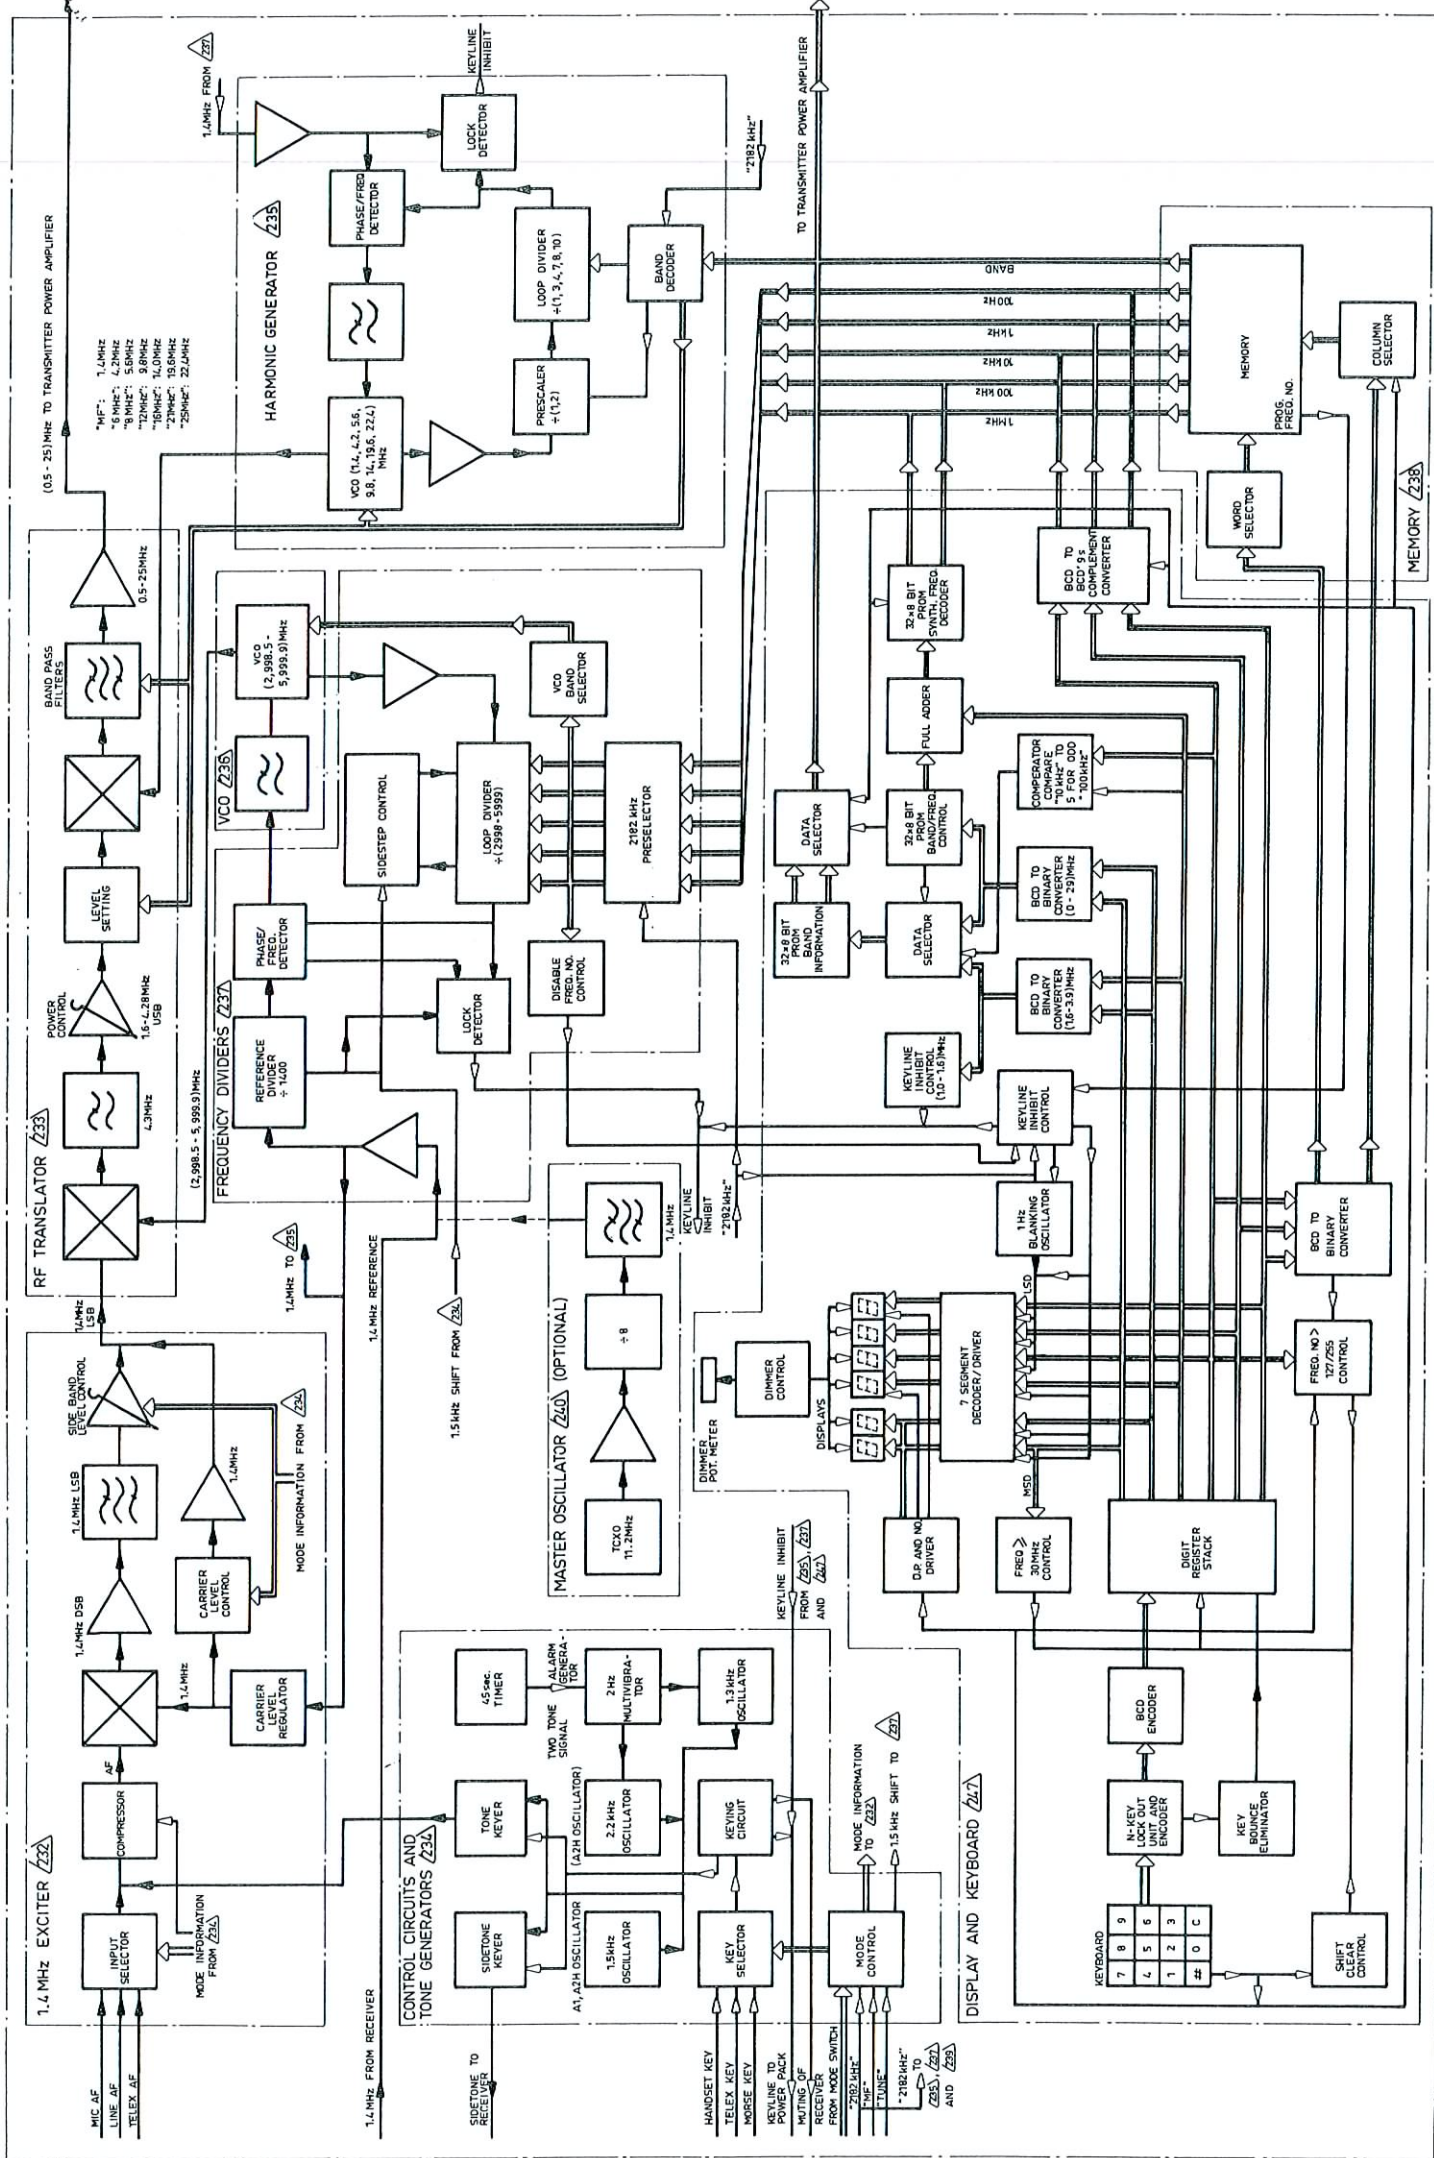 1.4 MHz EXCITER 232
MIC AF
LINE AF
TELEX AF
INPUT
SELECTOR
MODE INFORMATION
FROM 234
COMPRESSOR
AF
1.4MHz
CARRIER
LEVEL
REGULATOR
1.4MHz DSB
CARRIER
LEVEL
CONTROL
1.4MHz LSB
1.4MHz
SIDE BAND
LEVEL CONTROL
MODE INFORMATION FROM 234
1.4MHz
LSB
RF TRANSLATOR 233
4.3MHz
POWER
CONTROL
1.6-4.28MHz
USB
LEVEL
SETTING
BAND PASS
FILTERS
0.5-25MHz
(0.5 - 25)MHz TO TRANSMITTER POWER AMPLIFIER
"MF": 1.4MHz
"6 MHz": 4.2MHz
"8 MHz": 5.6MHz
"12MHz": 9.8MHz
"16MHz": 14.0MHz
"21MHz": 19.6MHz
"25MHz": 22.4MHz
(2,998.5 - 5,999.9)MHz
1.4MHz TO 235
1.4MHz FROM RECEIVER
1.4MHz REFERENCE
1.5kHz SHIFT FROM 234
FREQUENCY DIVIDERS 237
REFERENCE
DIVIDER
÷ 1400
PHASE/
FREQ.
DETECTOR
LOCK
DETECTOR
SIDESTEP CONTROL
LOOP DIVIDER
÷(2998-5999)
DISABLE
FREQ. NO.
CONTROL
VCO
BAND
SELECTOR
2182 kHz
PRESELECTOR
VCO 236
VCO
(2,998.5 -
5,999.9)MHz
HARMONIC GENERATOR 235
1.4MHz FROM 237
KEYLINE
INHIBIT
LOCK
DETECTOR
PHASE/FREQ
DETECTOR
VCO (1.4, 4.2, 5.6,
9.8, 14, 19.6, 22.4)
MHz
PRESCALER
÷(1,2)
LOOP DIVIDER
÷(1, 3, 4, 7, 8, 10)
BAND
DECODER
"2182 kHz"
TO TRANSMITTER POWER AMPLIFIER
MASTER OSCILLATOR 240 (OPTIONAL)
TCXO
11.2MHz
÷8
1.4MHz
KEYLINE
INHIBIT
"2182 kHz"
CONTROL CIRCUITS AND
TONE GENERATORS 234
SIDETONE TO
RECEIVER
SIDETONE
KEYER
TONE
KEYER
45sec.
TIMER
TWO TONE
SIGNAL
ALARM
GENERA-
TOR
2Hz
MULTIVIBRA-
TOR
1.3kHz
OSCILLATOR
(A2H OSCILLATOR)
2.2kHz
OSCILLATOR
A1, A2H OSCILLATOR)
1.5kHz
OSCILLATOR
KEYING
CIRCUIT
KEY
SELECTOR
HANDSET KEY
TELEX KEY
MORSE KEY
KEYLINE TO
POWER PACK
MUTING OF
RECEIVER
FROM MODE SWITCH
"2182 kHz"
"MF"
"TUNE"
"2182 kHz" TO
235, 237
AND 239
MODE
CONTROL
MODE INFORMATION
TO 232
1.5 kHz SHIFT TO 237
KEYLINE INHIBIT
FROM 235, 237
AND 247
DISPLAY AND KEYBOARD 247
KEYBOARD
7 8 9
4 5 6
1 2 3
# 0 C
N-KEY
LOCK OUT
UNIT AND
ENCODER
BCD
ENCODER
KEY
BOUNCE
ELIMINATOR
SHIFT
CLEAR
CONTROL
DIGIT
REGISTER
STACK
D.P. AND NO.
DRIVER
FREQ ⩾
30MHz
CONTROL
MSD
LSD
7 SEGMENT
DECODER/DRIVER
DISPLAYS
DIMMER
POT. METER
DIMMER
CONTROL
1Hz
BLANKING
OSCILLATOR
KEYLINE
INHIBIT
CONTROL
KEYLINE
INHIBIT
CONTROL
(1.0 - 1.6)MHz
FREQ. NO >
127/255
CONTROL
BCD TO
BINARY
CONVERTER
BCD TO
BINARY
CONVERTER
(1.6-3.9)MHz
BCD TO
BINARY
CONVERTER
(0 - 29)MHz
COMPERATOR
COMPARE
"10 kHz" TO
5 FOR ODD
"100kHz"
32x8 BIT
PROM
BAND
INFORMATION
DATA
SELECTOR
DATA
SELECTOR
32x8 BIT
PROM
BAND/FREQ.
CONTROL
FULL ADDER
32x8 BIT
PROM
SYNTH. FREQ.
DECODER
BCD TO
BCD'9s
COMPLEMENT
CONVERTER
1MHz
100 kHz
10 kHz
1kHz
100Hz
BAND
MEMORY 238
WORD
SELECTOR
MEMORY
PROG.
FREQ. NO.
COLUMN
SELECTOR